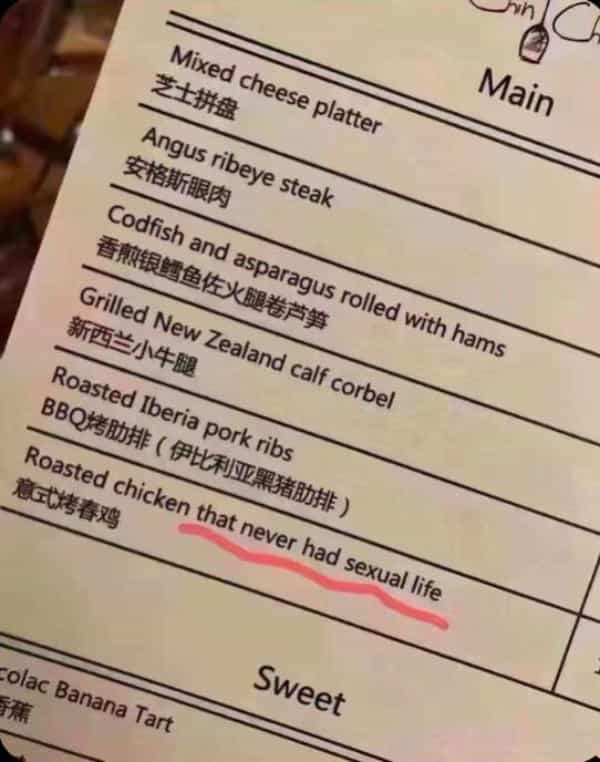 Chin Ch
Main
Mixed cheese platter
芝士拼盘
Angus ribeye steak
安格斯眼肉
Codfish and asparagus rolled with hams
香煎银鳕鱼佐火腿卷芦笋
Grilled New Zealand calf corbel
新西兰小牛腿
Roasted Iberia pork ribs
BBQ烤肋排（伊比利亚黑猪肋排）
Roasted chicken that never had sexual life
意式烤春鸡
Sweet
colac Banana Tart
香蕉